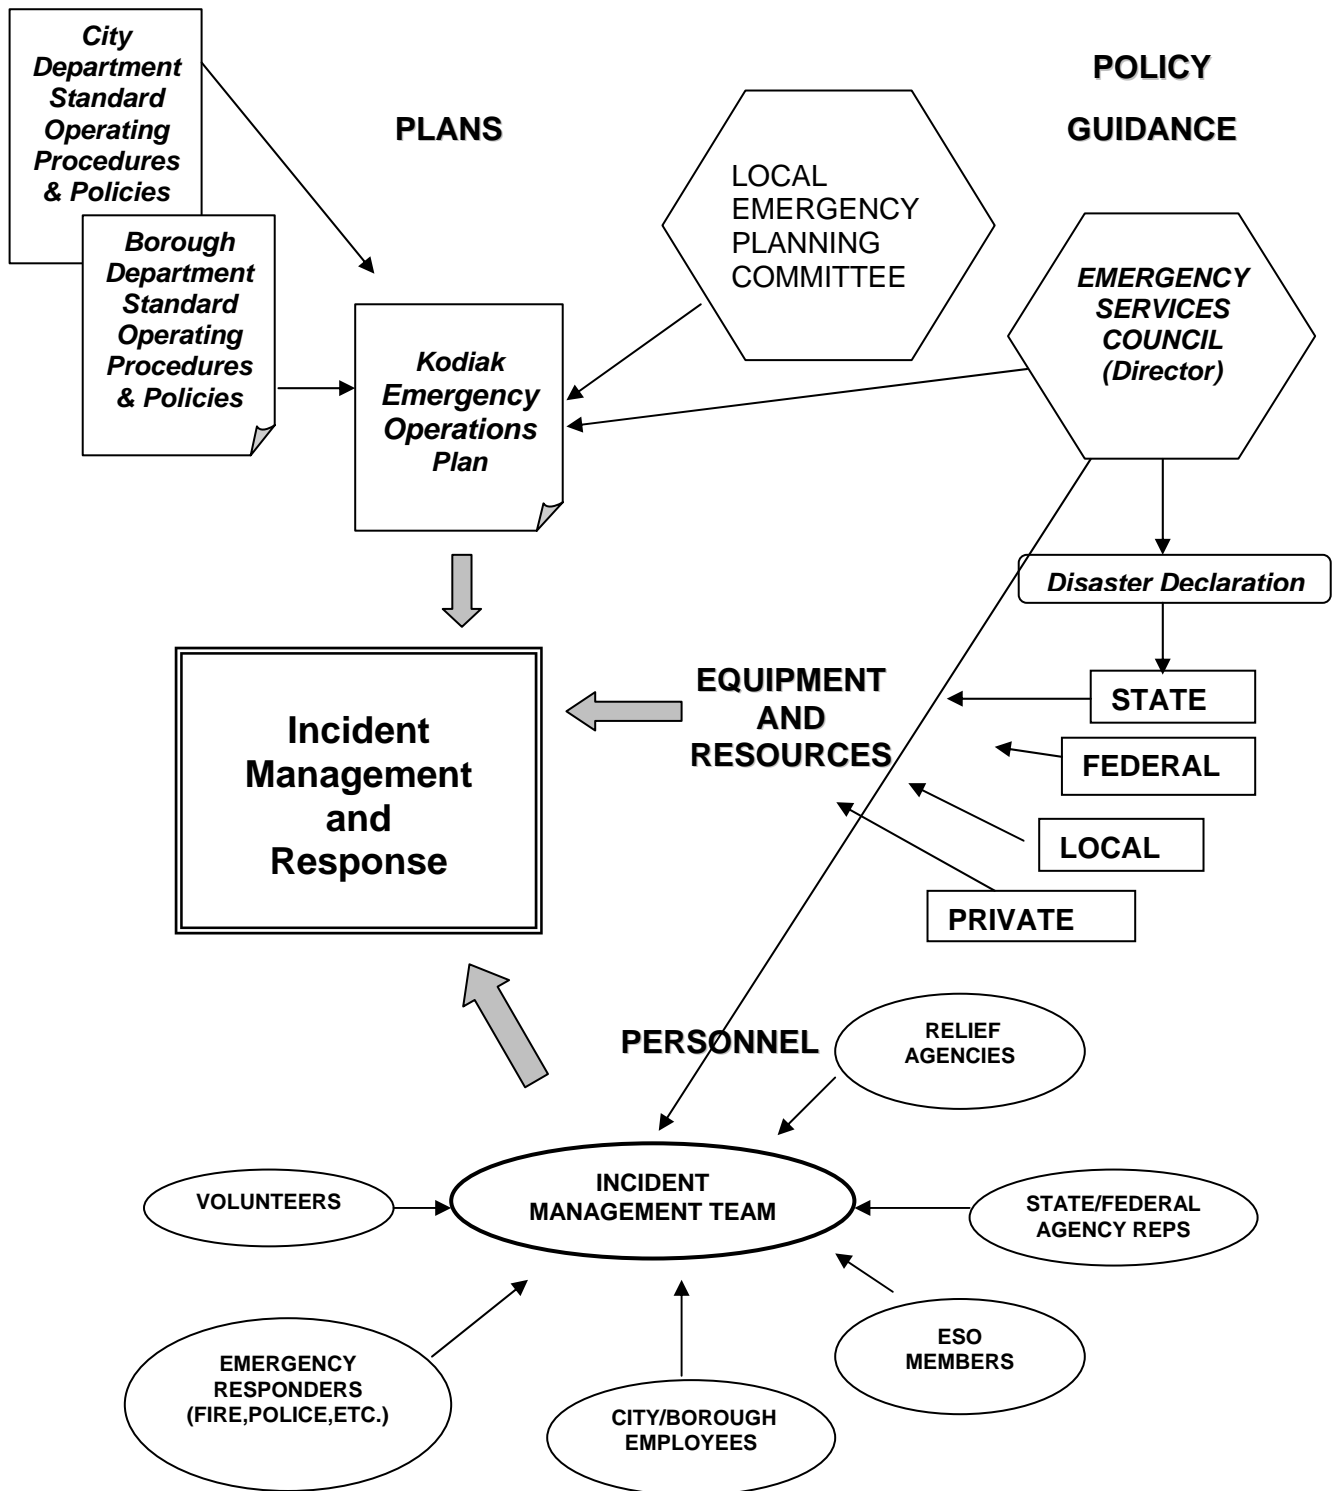 City
Department
Standard
Operating
Procedures
& Policies
Borough
Department
Standard
Operating
Procedures
& Policies
PLANS
Kodiak
Emergency
Operations
Plan
LOCAL
EMERGENCY
PLANNING
COMMITTEE
POLICY
GUIDANCE
EMERGENCY
SERVICES
COUNCIL
(Director)
Disaster Declaration
Incident
Management
and
Response
EQUIPMENT
AND
RESOURCES
STATE
FEDERAL
LOCAL
PRIVATE
PERSONNEL
RELIEF
AGENCIES
VOLUNTEERS
INCIDENT
MANAGEMENT TEAM
STATE/FEDERAL
AGENCY REPS
EMERGENCY
RESPONDERS
(FIRE,POLICE,ETC.)
CITY/BOROUGH
EMPLOYEES
ESO
MEMBERS